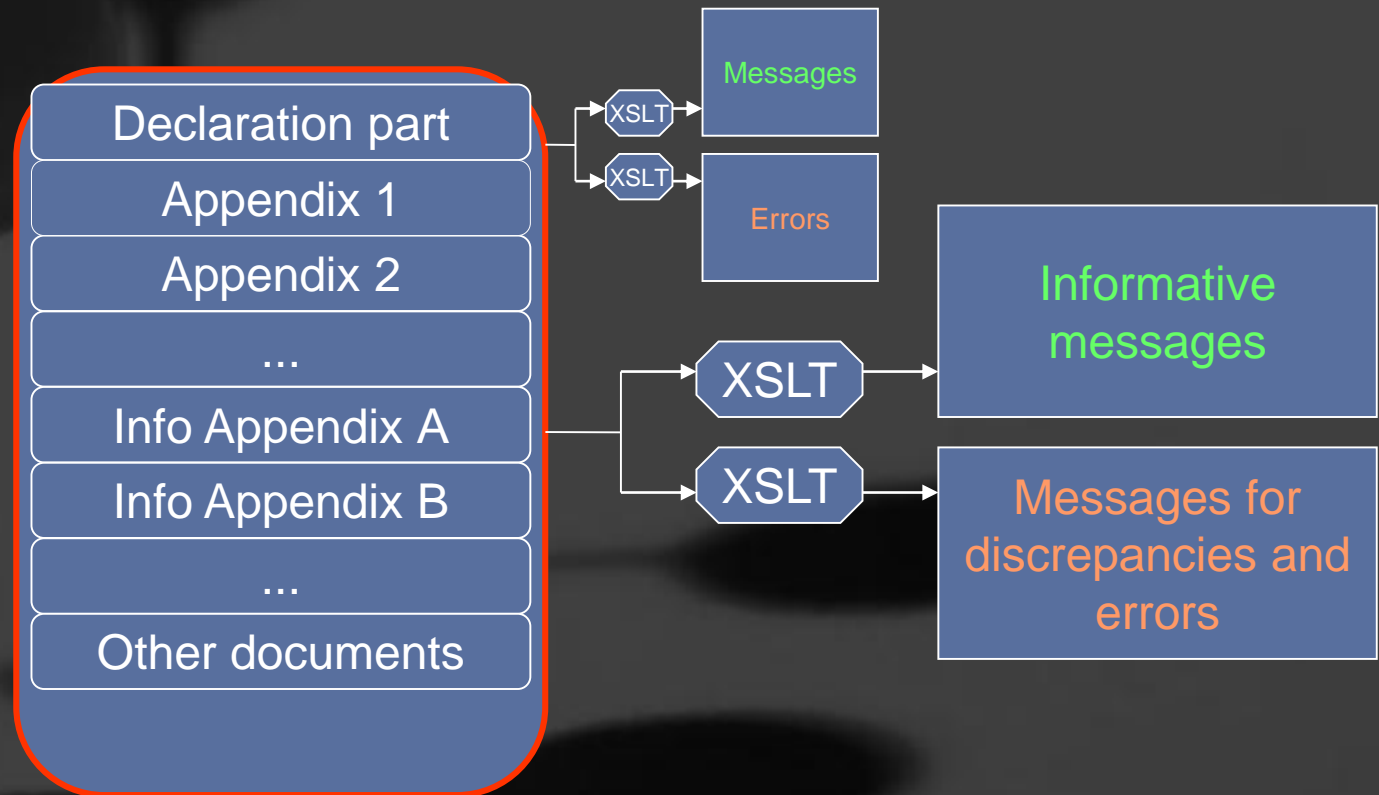 Declaration part
Appendix 1
Appendix 2
...
Info Appendix A
Info Appendix B
...
Other documents
XSLT
Messages
XSLT
Errors
XSLT
Informative
messages
XSLT
Messages for
discrepancies and
errors